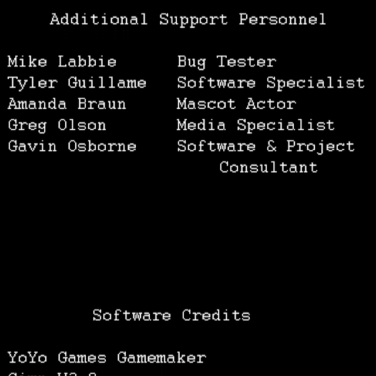 Additional Support Personnel
Mike Labbie Bug Tester
Tyler Guillame Software Specialist
Amanda Braun Mascot Actor
Greg Olson Media Specialist
Gavin Osborne Software & Project
Consultant
Software Credits
YoYo Games Gamemaker